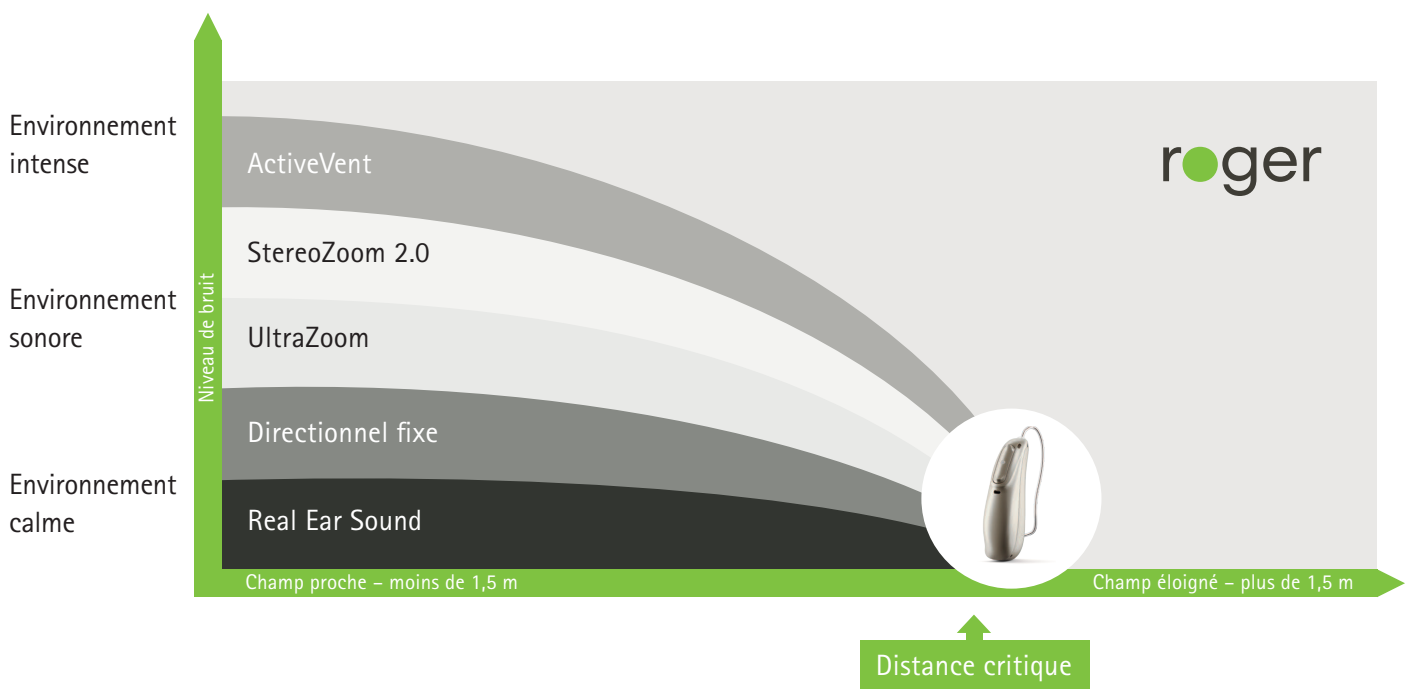 Environnement
intense
Environnement
sonore
Environnement
calme
Niveau de bruit
ActiveVent
StereoZoom 2.0
UltraZoom
Directionnel fixe
Real Ear Sound
roger
Champ proche – moins de 1,5 m
Champ éloigné – plus de 1,5 m
Distance critique